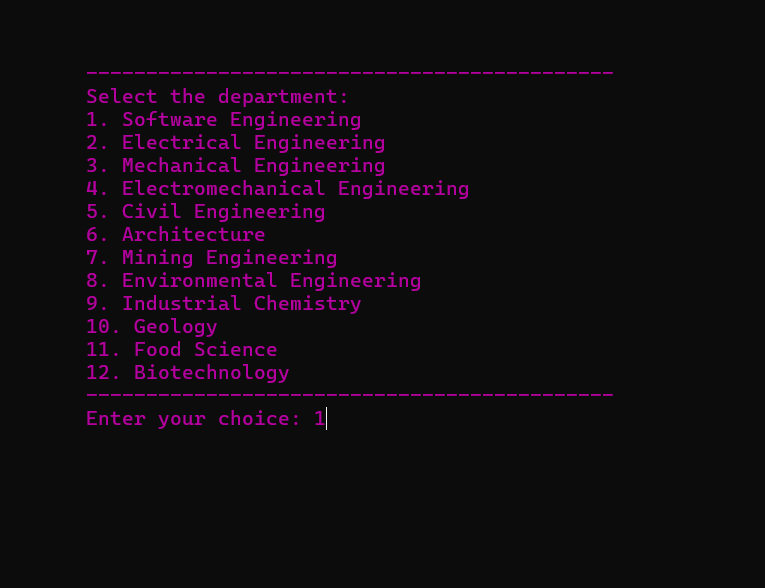 --------------------------------------------
Select the department:
1. Software Engineering
2. Electrical Engineering
3. Mechanical Engineering
4. Electromechanical Engineering
5. Civil Engineering
6. Architecture
7. Mining Engineering
8. Environmental Engineering
9. Industrial Chemistry
10. Geology
11. Food Science
12. Biotechnology
--------------------------------------------
Enter your choice: 1